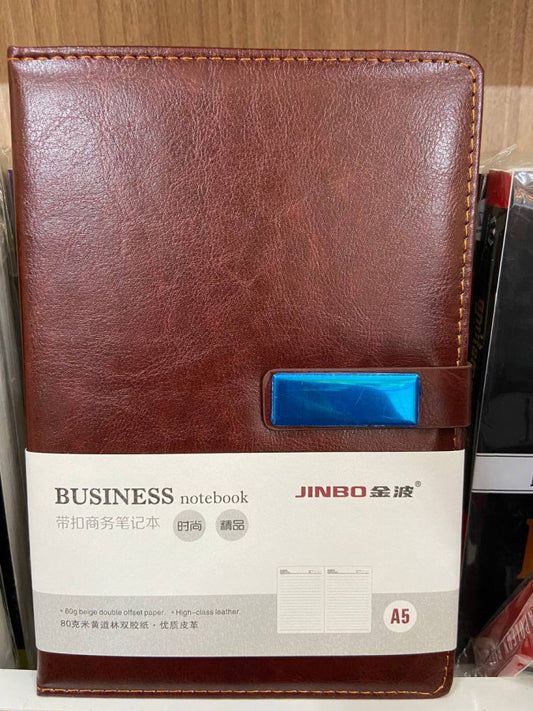 BUSINESS notebook
带扣商务笔记本 时尚 精品
JINBO金波®
• 80g beige double offset paper. • High-class leather.
80克米黄道林双胶纸·优质皮革
A5